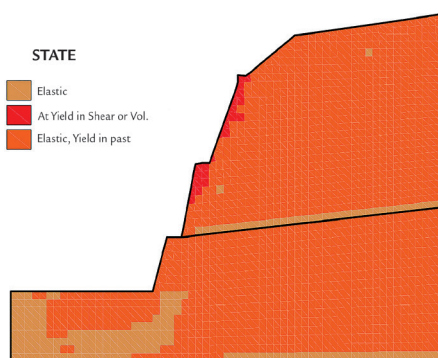 STATE
Elastic
At Yield in Shear or Vol.
Elastic, Yield in past